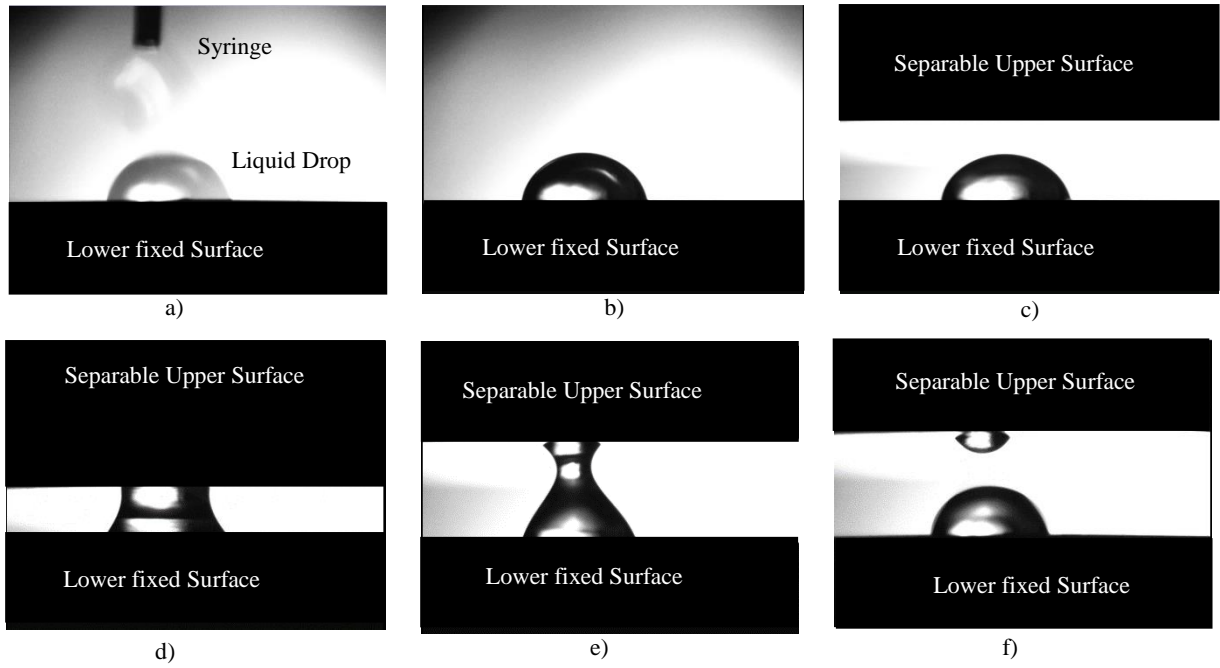 Syringe
Liquid Drop
Lower fixed Surface
a)
Lower fixed Surface
b)
Separable Upper Surface
Lower fixed Surface
c)
Separable Upper Surface
Lower fixed Surface
d)
Separable Upper Surface
Lower fixed Surface
e)
Separable Upper Surface
Lower fixed Surface
f)